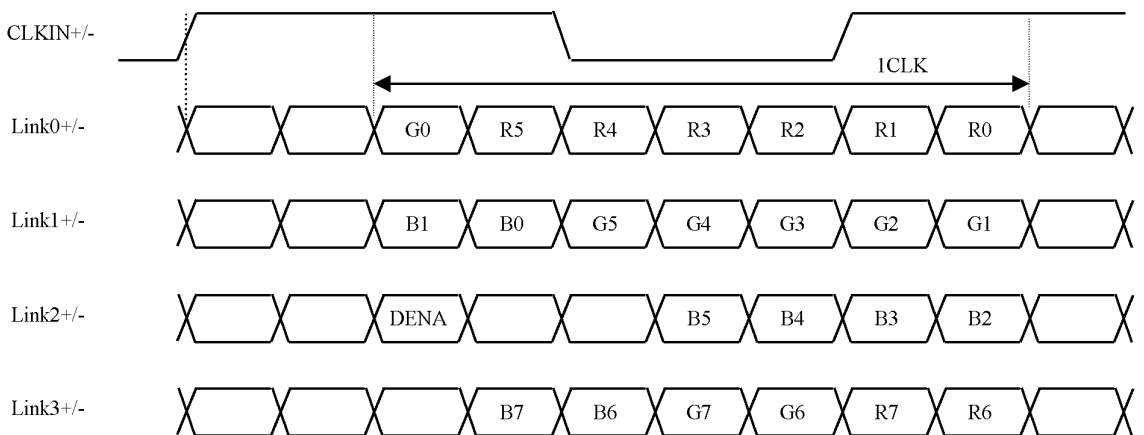 CLKIN+/-
1CLK
Link0+/- G0 R5 R4 R3 R2 R1 R0
Link1+/- B1 B0 G5 G4 G3 G2 G1
Link2+/- DENA B5 B4 B3 B2
Link3+/- B7 B6 G7 G6 R7 R6